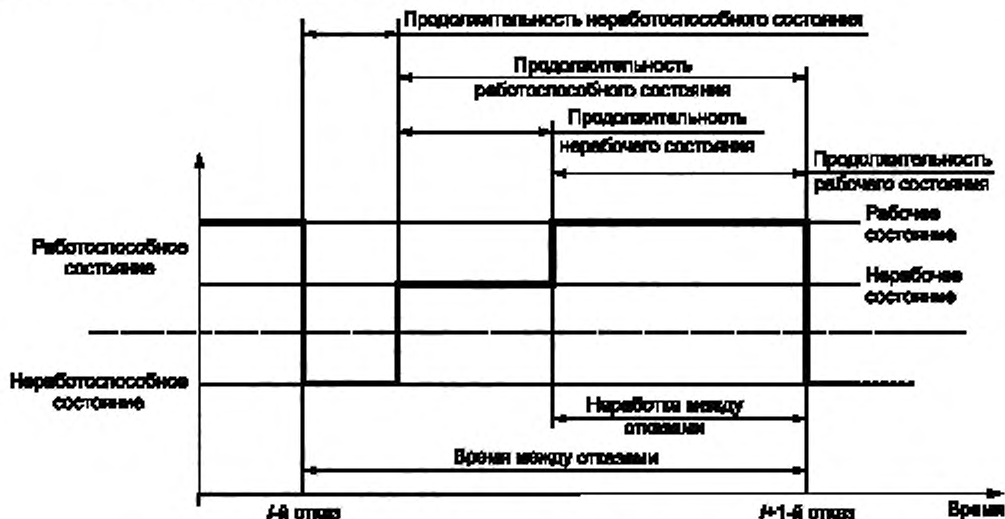 Продолжительность неработоспособного состояния
Продолжительность
работоспособного состояния
Продолжительность
нерабочего состояния
Продолжительность
рабочего состояния
Рабочее
состояние
Работоспособное
состояние
Нерабочее
состояние
Неработоспособное
состояние
Наработка между
отказами
Время между отказами
i-й отказ
i+1-й отказ
Время